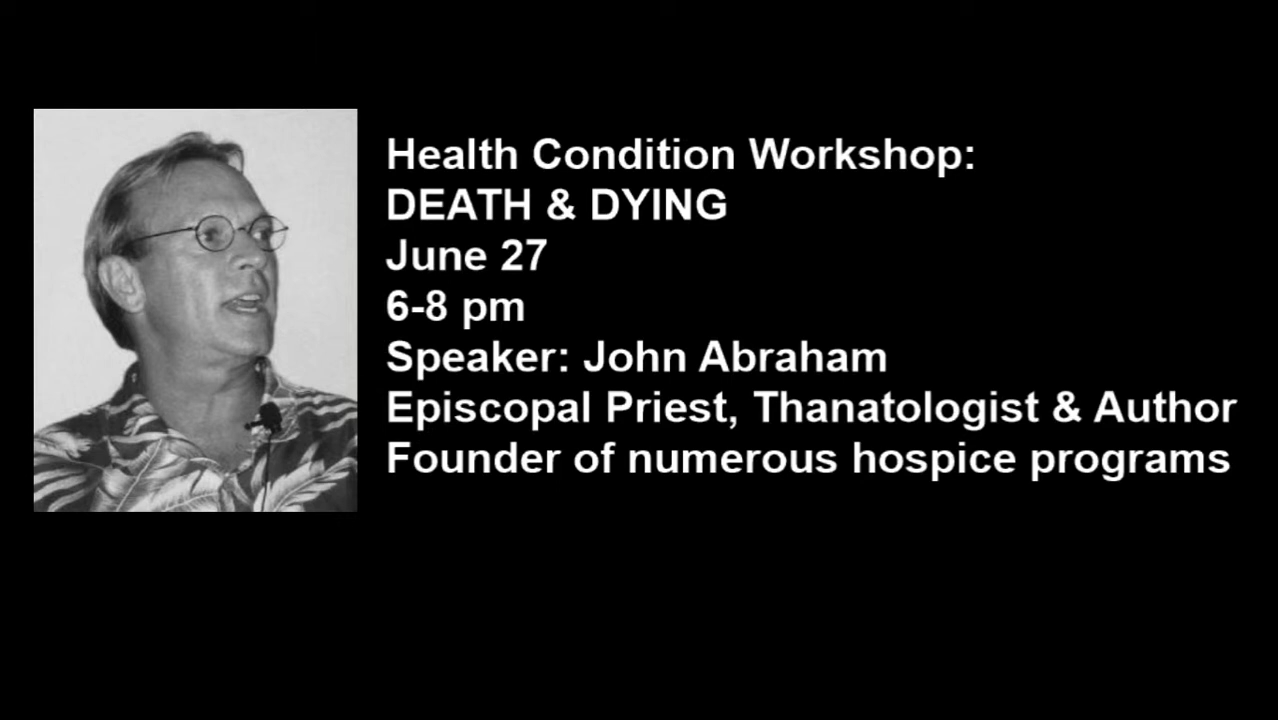 Health Condition Workshop:
DEATH & DYING
June 27
6-8 pm
Speaker: John Abraham
Episcopal Priest, Thanatologist & Author
Founder of numerous hospice programs